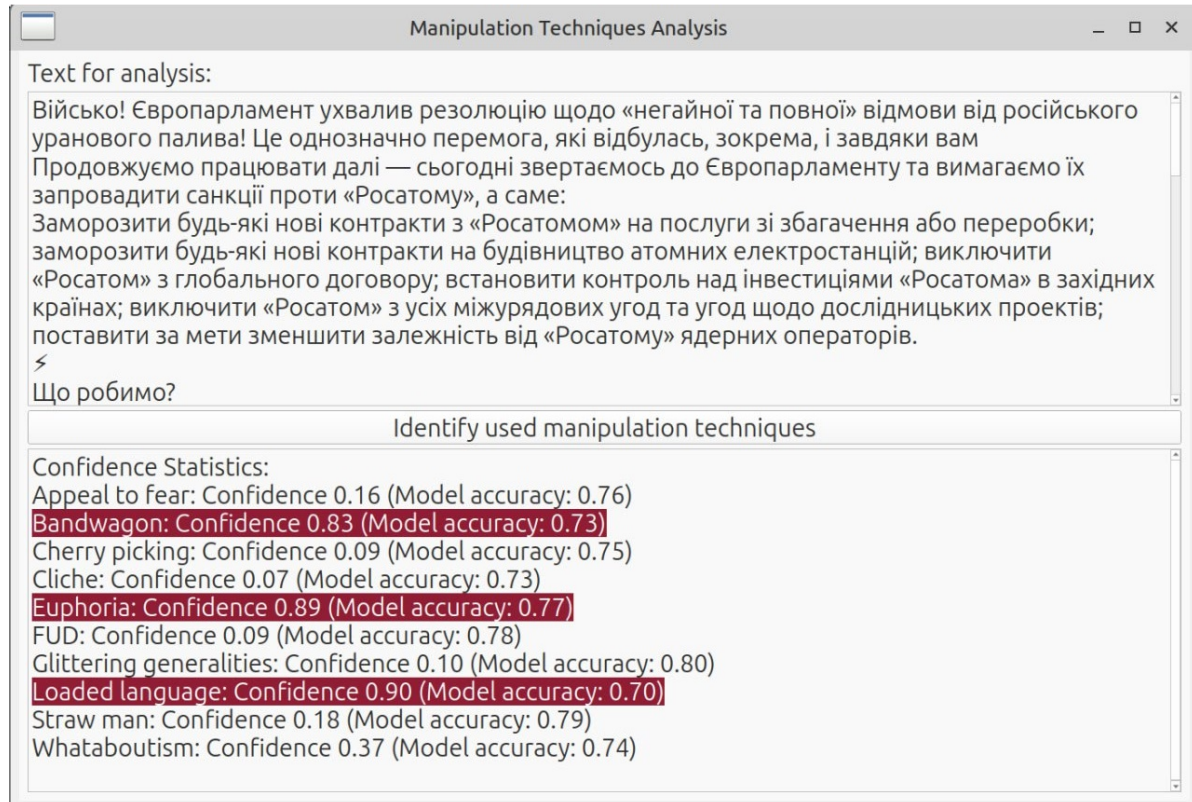 Manipulation Techniques Analysis
Text for analysis:
Військо! Європарламент ухвалив резолюцію щодо «негайної та повної» відмови від російського
уранового палива! Це однозначно перемога, які відбулась, зокрема, і завдяки вам
Продовжуємо працювати далі — сьогодні звертаємось до Європарламенту та вимагаємо їх
запровадити санкції проти «Росатому», а саме:
Заморозити будь-які нові контракти з «Росатомом» на послуги зі збагачення або переробки;
заморозити будь-які нові контракти на будівництво атомних електростанцій; виключити
«Росатом» з глобального договору; встановити контроль над інвестиціями «Росатома» в західних
країнах; виключити «Росатом» з усіх міжурядових угод та угод щодо дослідницьких проектів;
поставити за мети зменшити залежність від «Росатому» ядерних операторів.
⚡
Що робимо?
Identify used manipulation techniques
Confidence Statistics:
Appeal to fear: Confidence 0.16 (Model accuracy: 0.76)
Bandwagon: Confidence 0.83 (Model accuracy: 0.73)
Cherry picking: Confidence 0.09 (Model accuracy: 0.75)
Cliche: Confidence 0.07 (Model accuracy: 0.73)
Euphoria: Confidence 0.89 (Model accuracy: 0.77)
FUD: Confidence 0.09 (Model accuracy: 0.78)
Glittering generalities: Confidence 0.10 (Model accuracy: 0.80)
Loaded language: Confidence 0.90 (Model accuracy: 0.70)
Straw man: Confidence 0.18 (Model accuracy: 0.79)
Whataboutism: Confidence 0.37 (Model accuracy: 0.74)